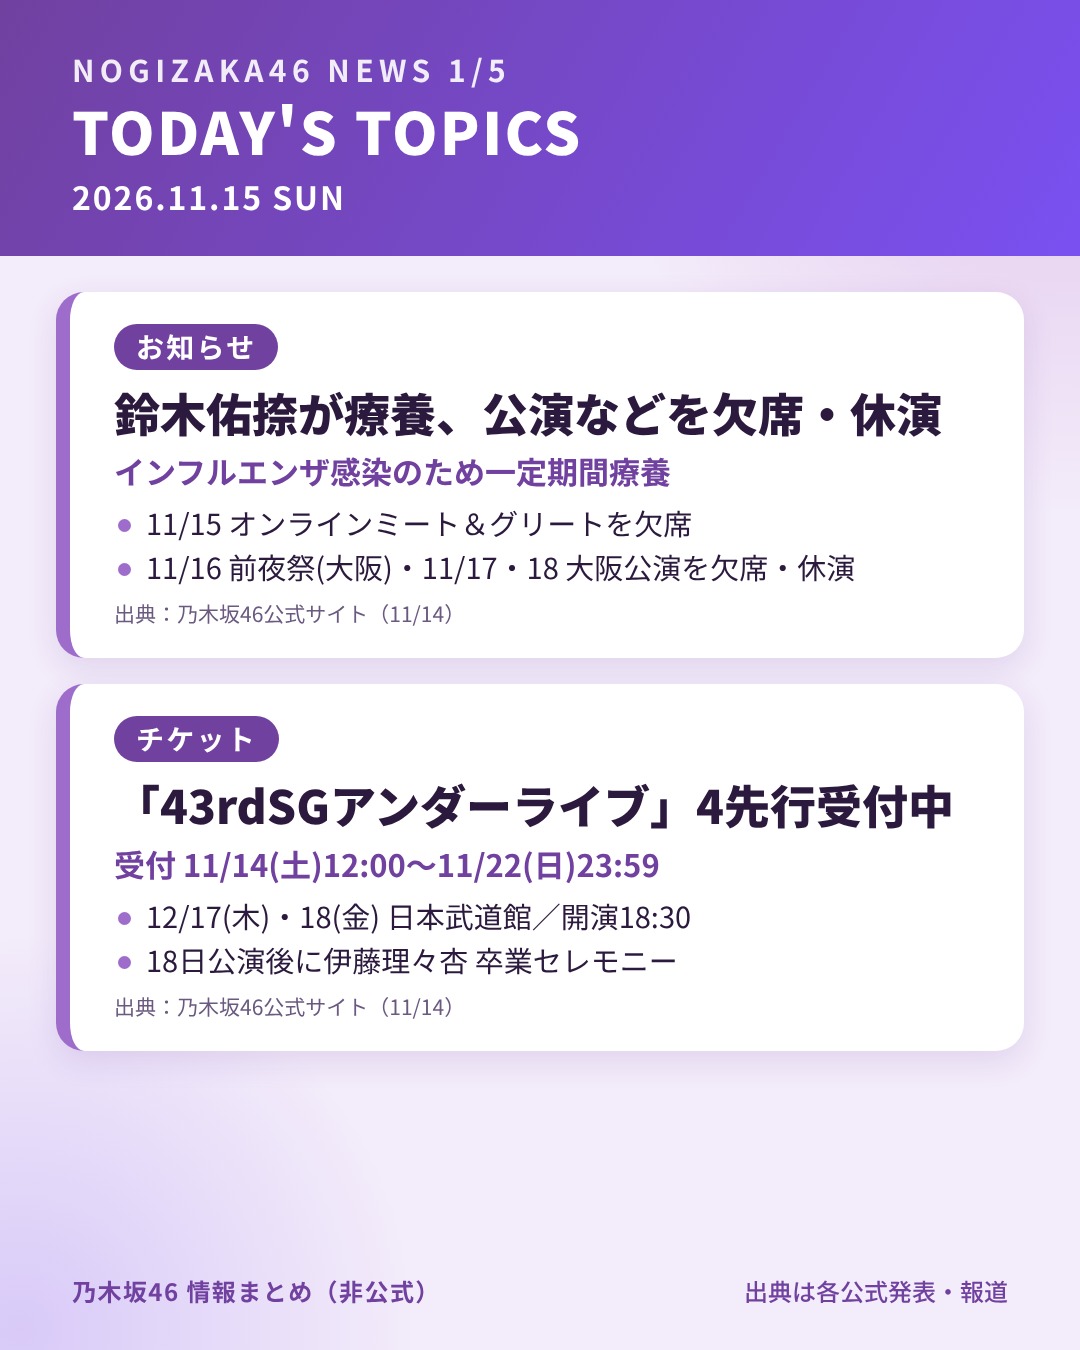 NOGIZAKA46 NEWS 1/5
TODAY'S TOPICS
2026.11.15 SUN
お知らせ
鈴木佑捺が療養、公演などを欠席・休演
インフルエンザ感染のため一定期間療養
11/15 オンラインミート＆グリートを欠席
11/16 前夜祭(大阪)・11/17・18 大阪公演を欠席・休演
出典：乃木坂46公式サイト（11/14）
チケット
「43rdSGアンダーライブ」4先行受付中
受付 11/14(土)12:00〜11/22(日)23:59
12/17(木)・18(金) 日本武道館／開演18:30
18日公演後に伊藤理々杏 卒業セレモニー
出典：乃木坂46公式サイト（11/14）
乃木坂46 情報まとめ（非公式）
出典は各公式発表・報道